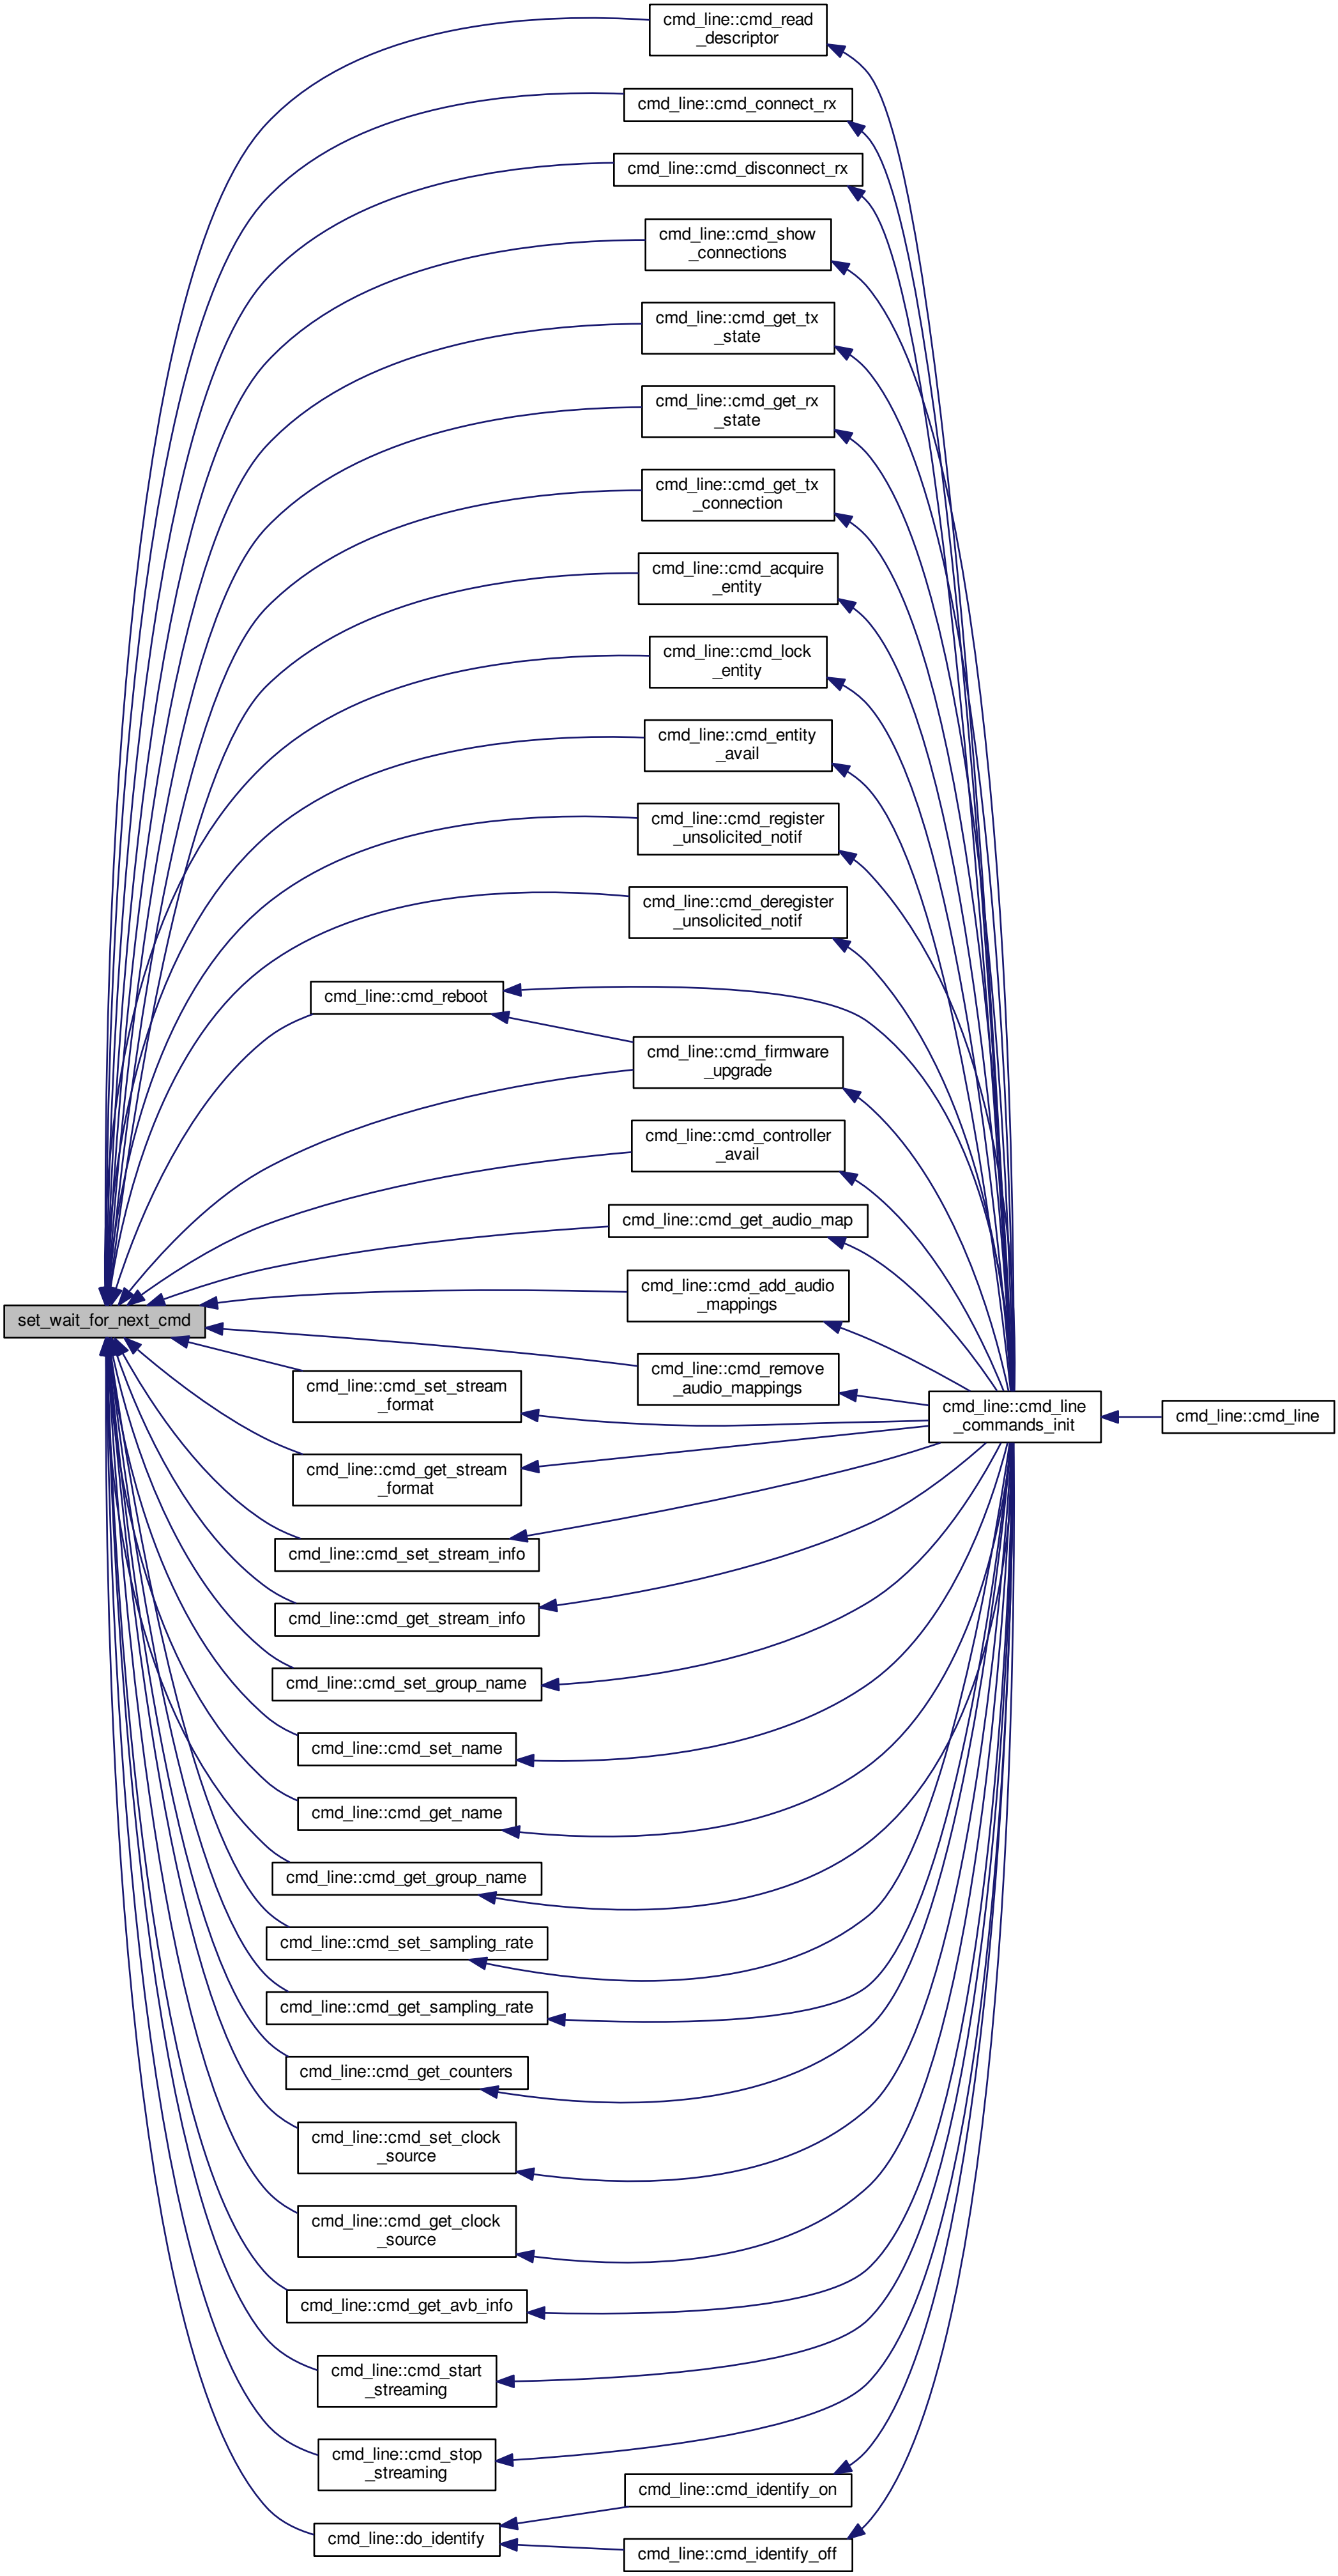 cmd_line::cmd_read
_descriptor
cmd_line::cmd_connect_rx
cmd_line::cmd_disconnect_rx
cmd_line::cmd_show
_connections
cmd_line::cmd_get_tx
_state
cmd_line::cmd_get_rx
_state
cmd_line::cmd_get_tx
_connection
cmd_line::cmd_acquire
_entity
cmd_line::cmd_lock
_entity
cmd_line::cmd_entity
_avail
cmd_line::cmd_register
_unsolicited_notif
cmd_line::cmd_deregister
_unsolicited_notif
cmd_line::cmd_reboot
cmd_line::cmd_firmware
_upgrade
cmd_line::cmd_controller
_avail
cmd_line::cmd_get_audio_map
cmd_line::cmd_add_audio
_mappings
set_wait_for_next_cmd
cmd_line::cmd_remove
_audio_mappings
cmd_line::cmd_set_stream
_format
cmd_line::cmd_line
_commands_init
cmd_line::cmd_line
cmd_line::cmd_get_stream
_format
cmd_line::cmd_set_stream_info
cmd_line::cmd_get_stream_info
cmd_line::cmd_set_group_name
cmd_line::cmd_set_name
cmd_line::cmd_get_name
cmd_line::cmd_get_group_name
cmd_line::cmd_set_sampling_rate
cmd_line::cmd_get_sampling_rate
cmd_line::cmd_get_counters
cmd_line::cmd_set_clock
_source
cmd_line::cmd_get_clock
_source
cmd_line::cmd_get_avb_info
cmd_line::cmd_start
_streaming
cmd_line::cmd_stop
_streaming
cmd_line::cmd_identify_on
cmd_line::do_identify
cmd_line::cmd_identify_off